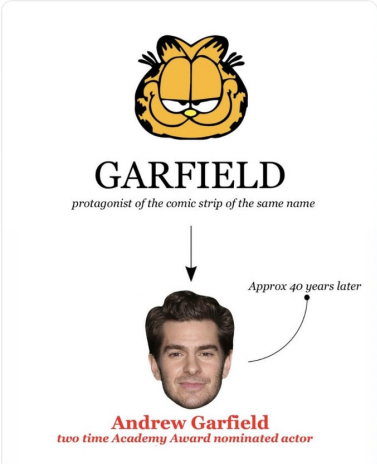 GARFIELD
protagonist of the comic strip of the same name
Approx 40 years later
Andrew Garfield
two time Academy Award nominated actor